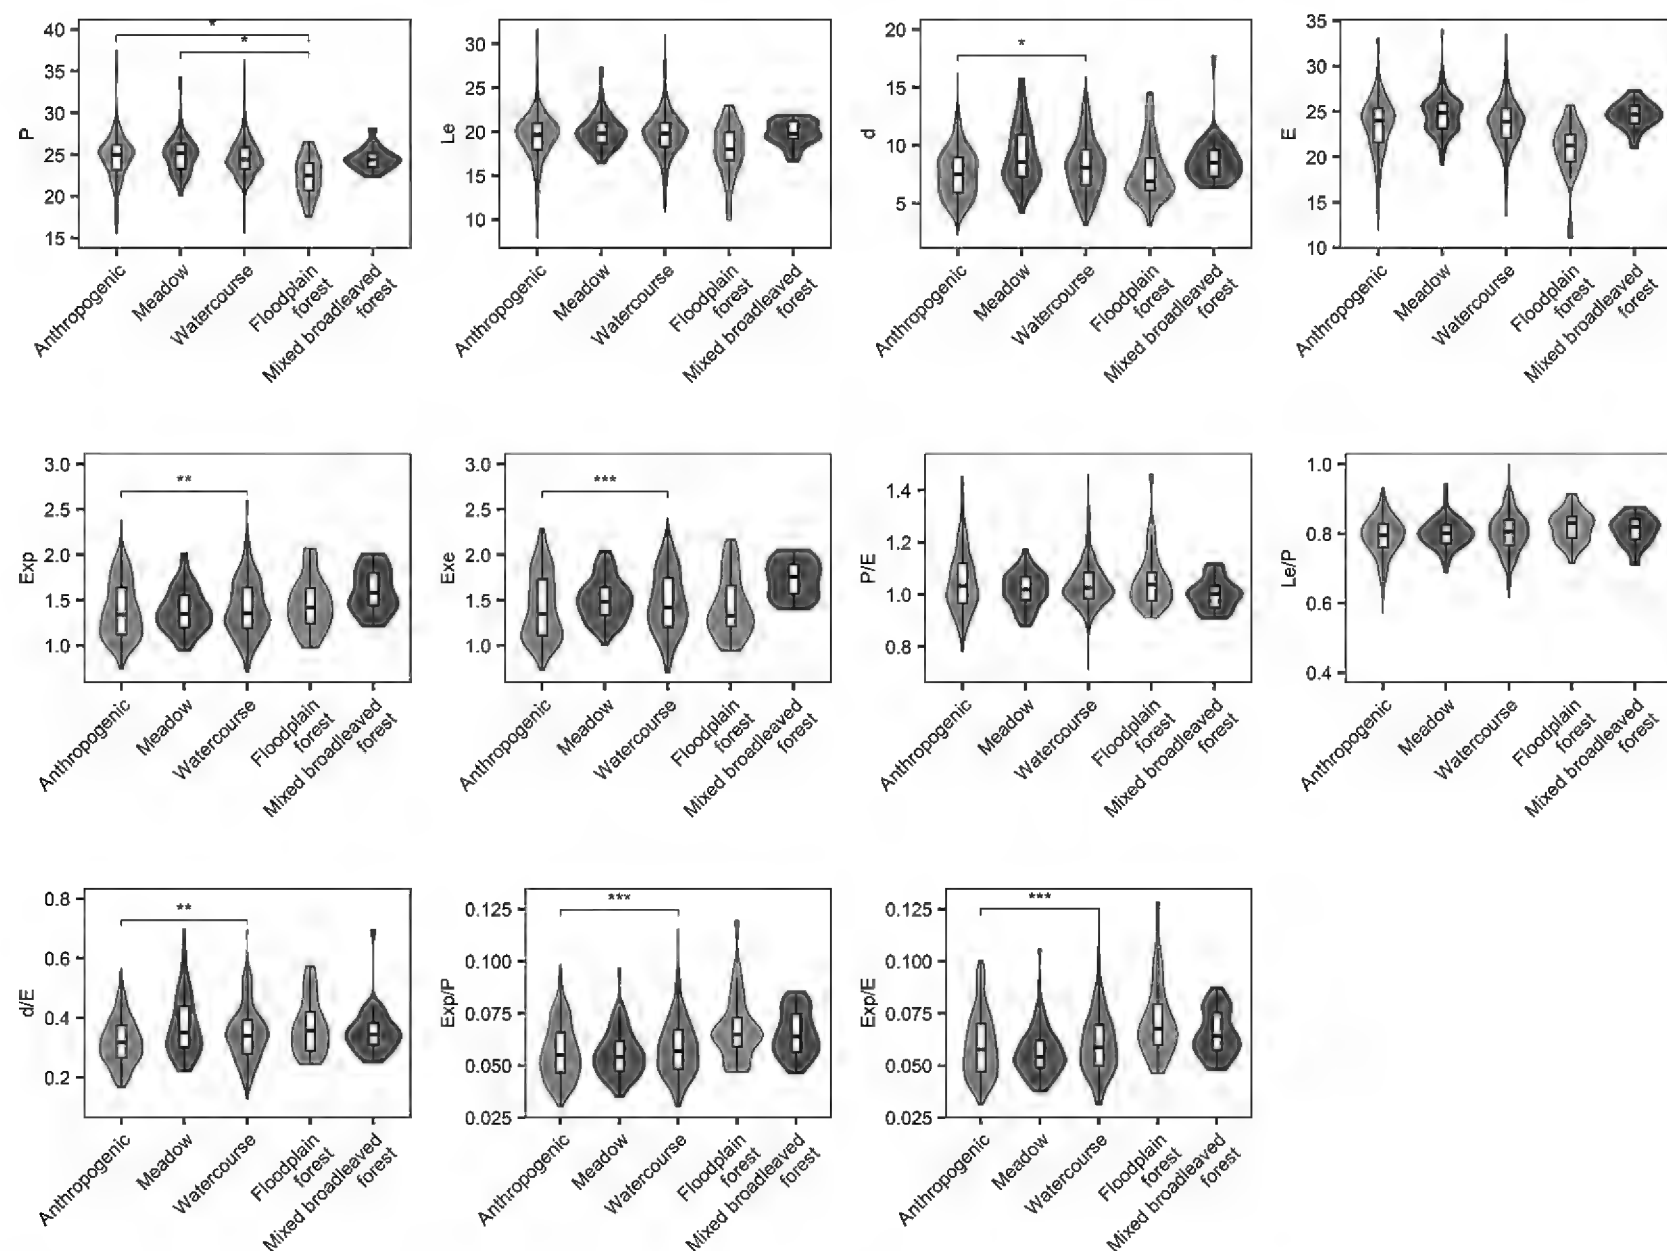 P
40
35
30
25
20
15
*
*
Anthropogenic
Meadow
Watercourse
Floodplain
forest
Mixed broadleaved
forest
Le
30
25
20
15
10
Anthropogenic
Meadow
Watercourse
Floodplain
forest
Mixed broadleaved
forest
d
20
15
10
5
*
Anthropogenic
Meadow
Watercourse
Floodplain
forest
Mixed broadleaved
forest
E
35
30
25
20
15
10
Anthropogenic
Meadow
Watercourse
Floodplain
forest
Mixed broadleaved
forest
Exp
3.0
2.5
2.0
1.5
1.0
**
Anthropogenic
Meadow
Watercourse
Floodplain
forest
Mixed broadleaved
forest
Exe
3.0
2.5
2.0
1.5
1.0
***
Anthropogenic
Meadow
Watercourse
Floodplain
forest
Mixed broadleaved
forest
P/E
1.4
1.2
1.0
0.8
Anthropogenic
Meadow
Watercourse
Floodplain
forest
Mixed broadleaved
forest
Le/P
1.0
0.8
0.6
0.4
Anthropogenic
Meadow
Watercourse
Floodplain
forest
Mixed broadleaved
forest
d/E
0.8
0.6
0.4
0.2
**
Anthropogenic
Meadow
Watercourse
Floodplain
forest
Mixed broadleaved
forest
Exp/P
0.125
0.100
0.075
0.050
0.025
***
Anthropogenic
Meadow
Watercourse
Floodplain
forest
Mixed broadleaved
forest
Exp/E
0.125
0.100
0.075
0.050
0.025
***
Anthropogenic
Meadow
Watercourse
Floodplain
forest
Mixed broadleaved
forest